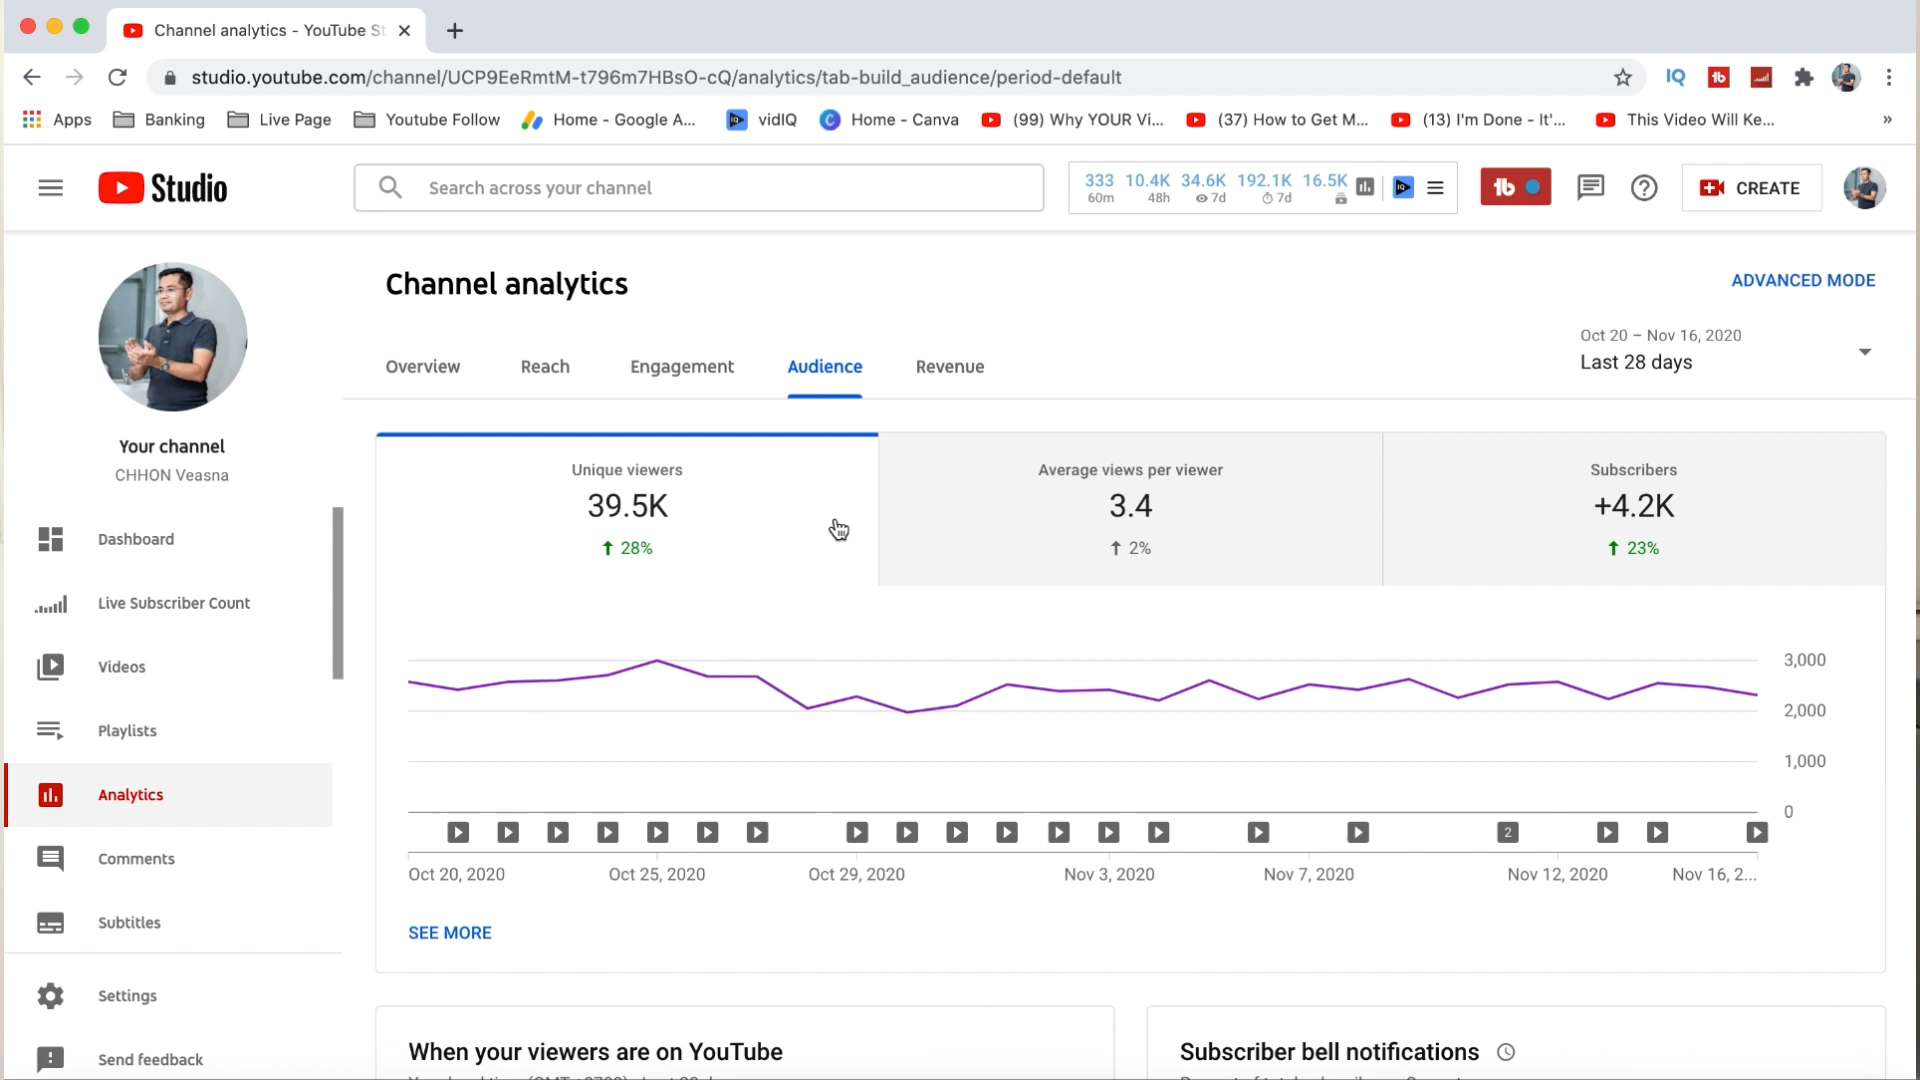 Channel analytics - YouTube St
studio.youtube.com/channel/UCP9EeRmtM-t796m7HBsO-cQ/analytics/tab-build_audience/period-default
IQ
tb
Apps
Banking
Live Page
Youtube Follow
Home - Google A...
vidIQ
Home - Canva
(99) Why YOUR Vi...
(37) How to Get M...
(13) I'm Done - It'...
This Video Will Ke...
»
Studio
Search across your channel
333 10.4K 34.6K 192.1K 16.5K
60m 48h 7d 7d
tb
CREATE
Channel analytics
ADVANCED MODE
Oct 20 – Nov 16, 2020
Last 28 days
Overview
Reach
Engagement
Audience
Revenue
Your channel
CHHON Veasna
Dashboard
Live Subscriber Count
Videos
Playlists
Analytics
Comments
Subtitles
Settings
Send feedback
Unique viewers
39.5K
28%
Average views per viewer
3.4
2%
Subscribers
+4.2K
23%
3,000
2,000
1,000
0
2
Oct 20, 2020
Oct 25, 2020
Oct 29, 2020
Nov 3, 2020
Nov 7, 2020
Nov 12, 2020
Nov 16, 2...
SEE MORE
When your viewers are on YouTube
Subscriber bell notifications